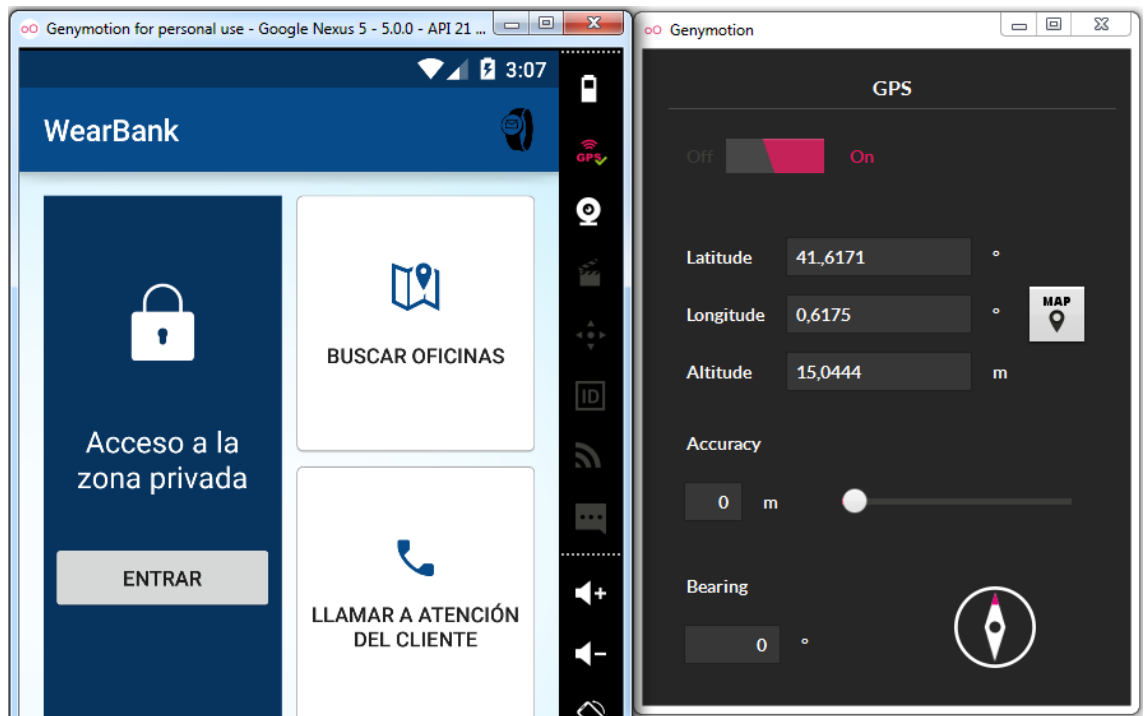 Genymotion for personal use - Google Nexus 5 - 5.0.0 - API 21 ...
3:07
WearBank
GPS
Acceso a la
zona privada
ENTRAR
BUSCAR OFICINAS
LLAMAR A ATENCIÓN
DEL CLIENTE
ID
Genymotion
GPS
Off
On
Latitude 41.,6171 °
Longitude 0,6175 °
MAP
Altitude 15,0444 m
Accuracy
0 m
Bearing
0 °